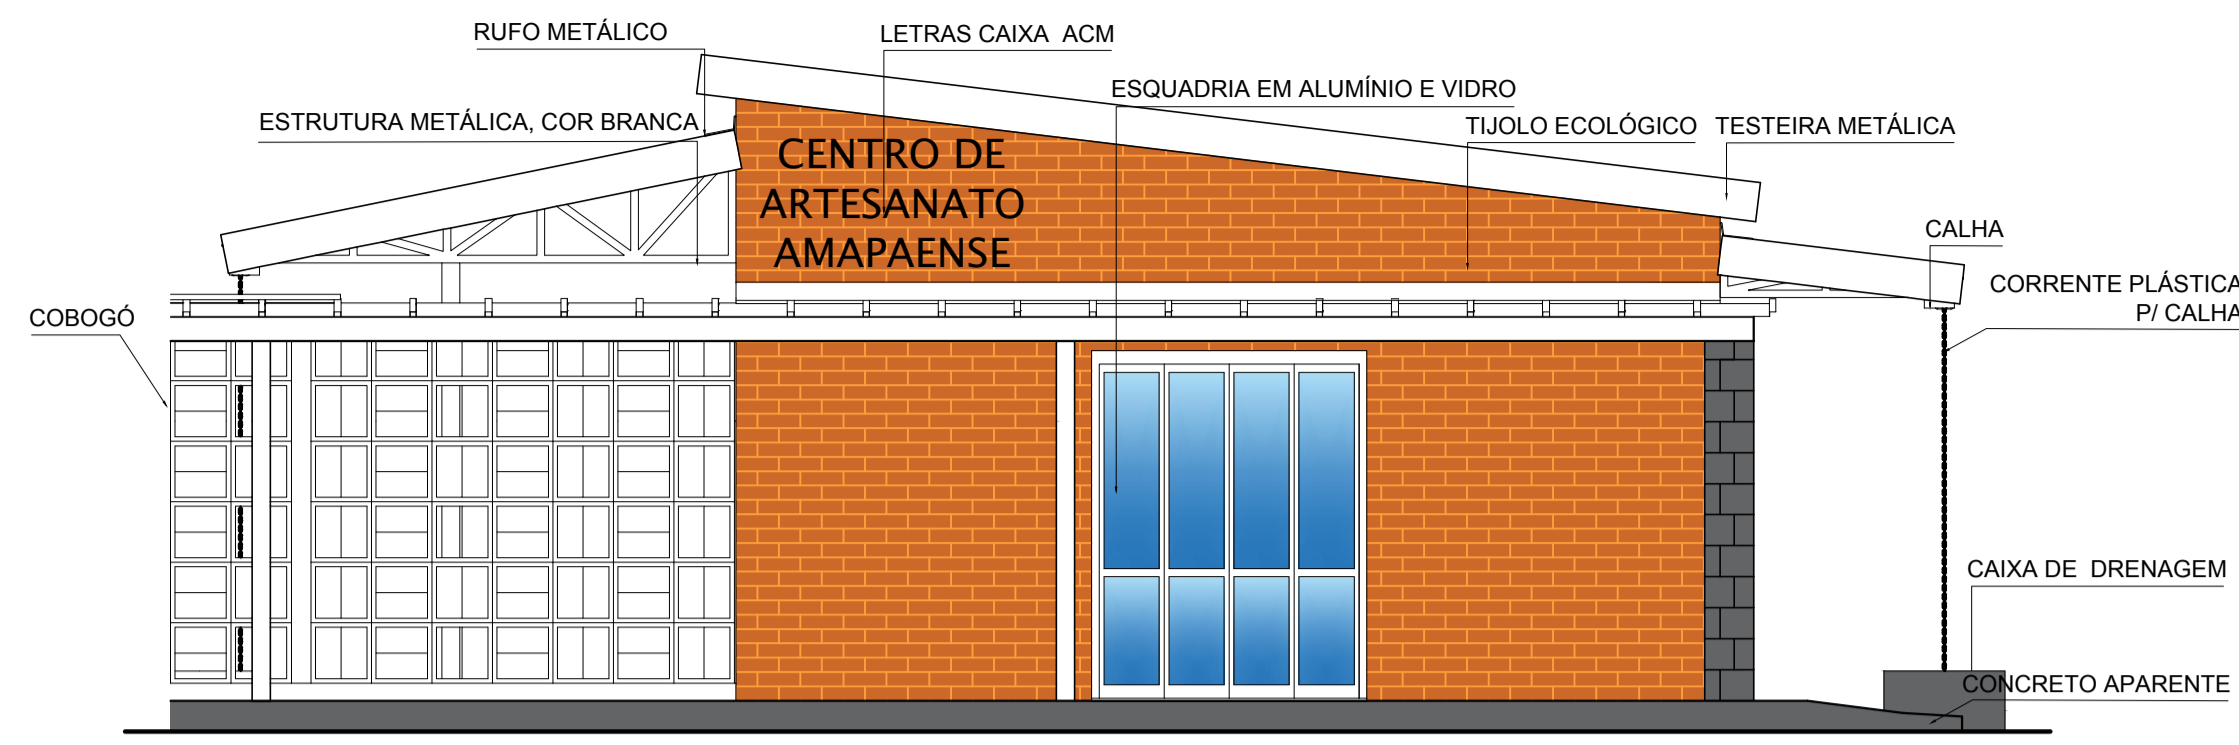 RUFO METÁLICO
LETRAS CAIXA  ACM
ESQUADRIA EM ALUMÍNIO E VIDRO
ESTRUTURA METÁLICA, COR BRANCA
TIJOLO ECOLÓGICO
TESTEIRA METÁLICA
CENTRO DE
ARTESANATO
AMAPAENSE
CALHA
CORRENTE PLÁSTICA
P/ CALHA
COBOGÓ
CAIXA DE  DRENAGEM
CONCRETO APARENTE